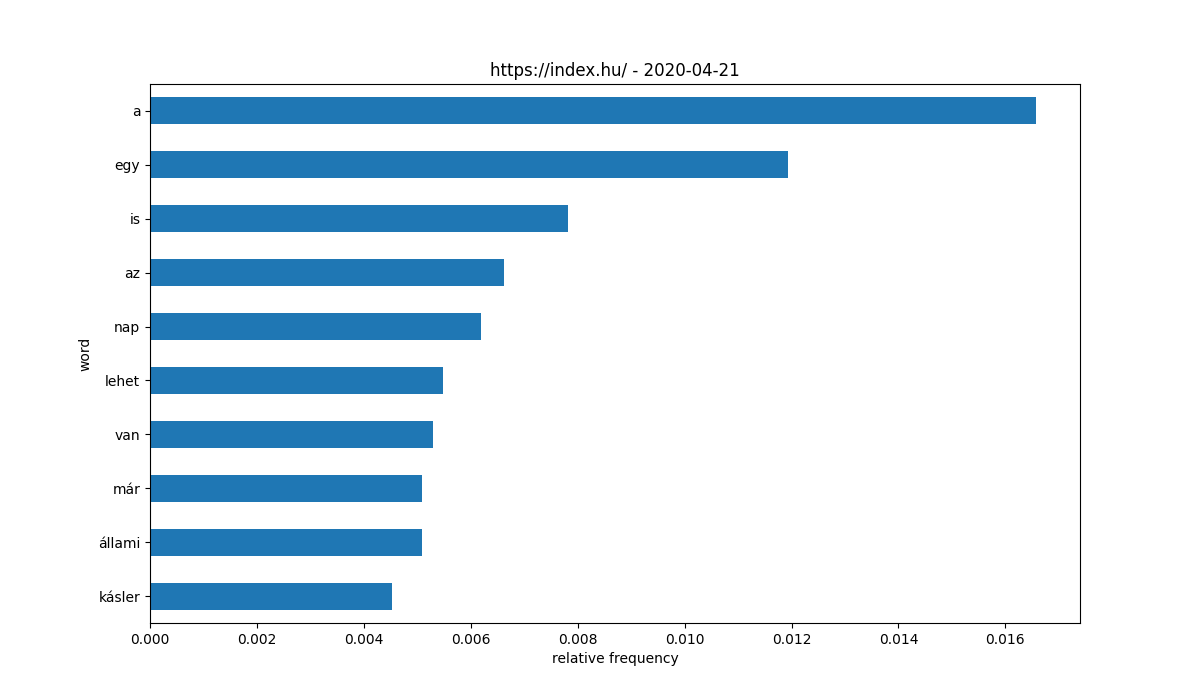 https://index.hu/ - 2020-04-21
a
egy
is
az
nap
lehet
van
már
állami
kásler
word
0.000 0.002 0.004 0.006 0.008 0.010 0.012 0.014 0.016
relative frequency